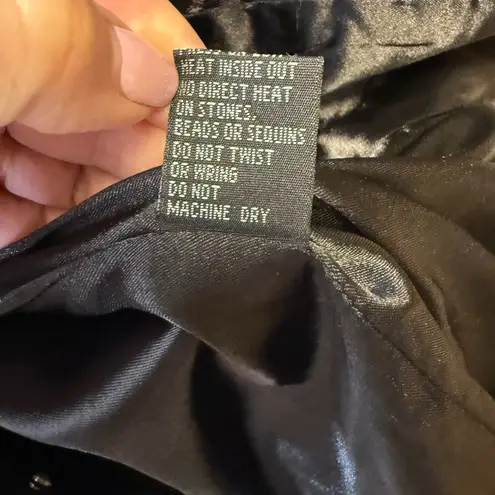 HEAT INSIDE OUT
NO DIRECT HEAT
ON STONES,
BEADS OR SEQUINS
DO NOT TWIST
OR WRING
DO NOT
MACHINE DRY